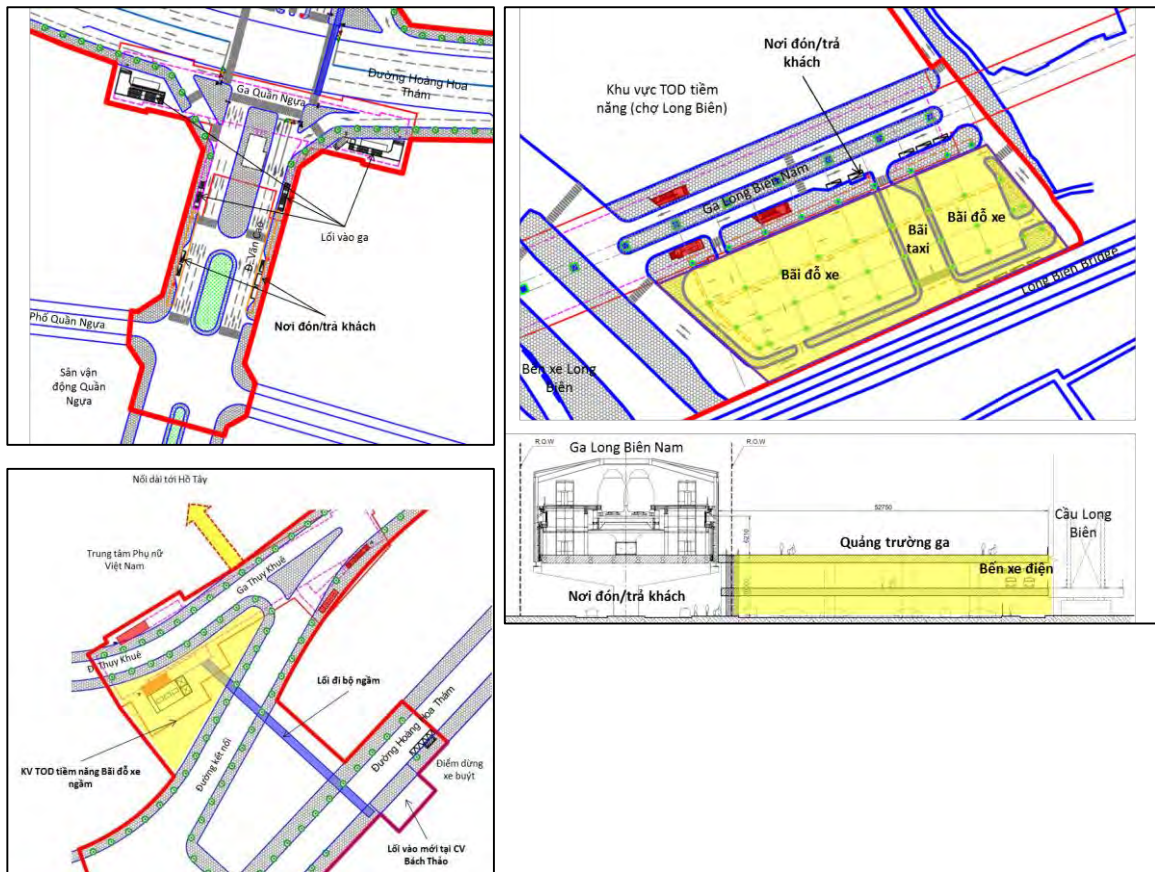 Đường Hoàng Hoa
Thám
Ga Quần Ngựa
Lối vào ga
Đ. Văn Cao
Nơi đón/trả khách
Phố Quần Ngựa
Sân vận
động Quần
Ngựa
Nơi đón/trả
khách
Khu vực TOD tiềm
năng (chợ Long Biên)
Ga Long Biên Nam
Bãi đỗ xe
Bãi
taxi
Bãi đỗ xe
Long Bien Bridge
Bến xe Long
Biên
R.O.W
Ga Long Biên Nam
R.O.W
52750
Cầu Long
Biên
Quảng trường ga
Bến xe điện
Nơi đón/trả khách
Nối dài tới Hồ Tây
Trung tâm Phụ nữ
Việt Nam
Ga Thụy Khuê
Đ. Thụy Khuê
Lối đi bộ ngầm
Đường Hoàng Hoa Thám
KV TOD tiềm năng Bãi đỗ xe
ngầm
Đường kết nối
Điểm dừng
xe buýt
Lối vào mới tại CV
Bách Thảo